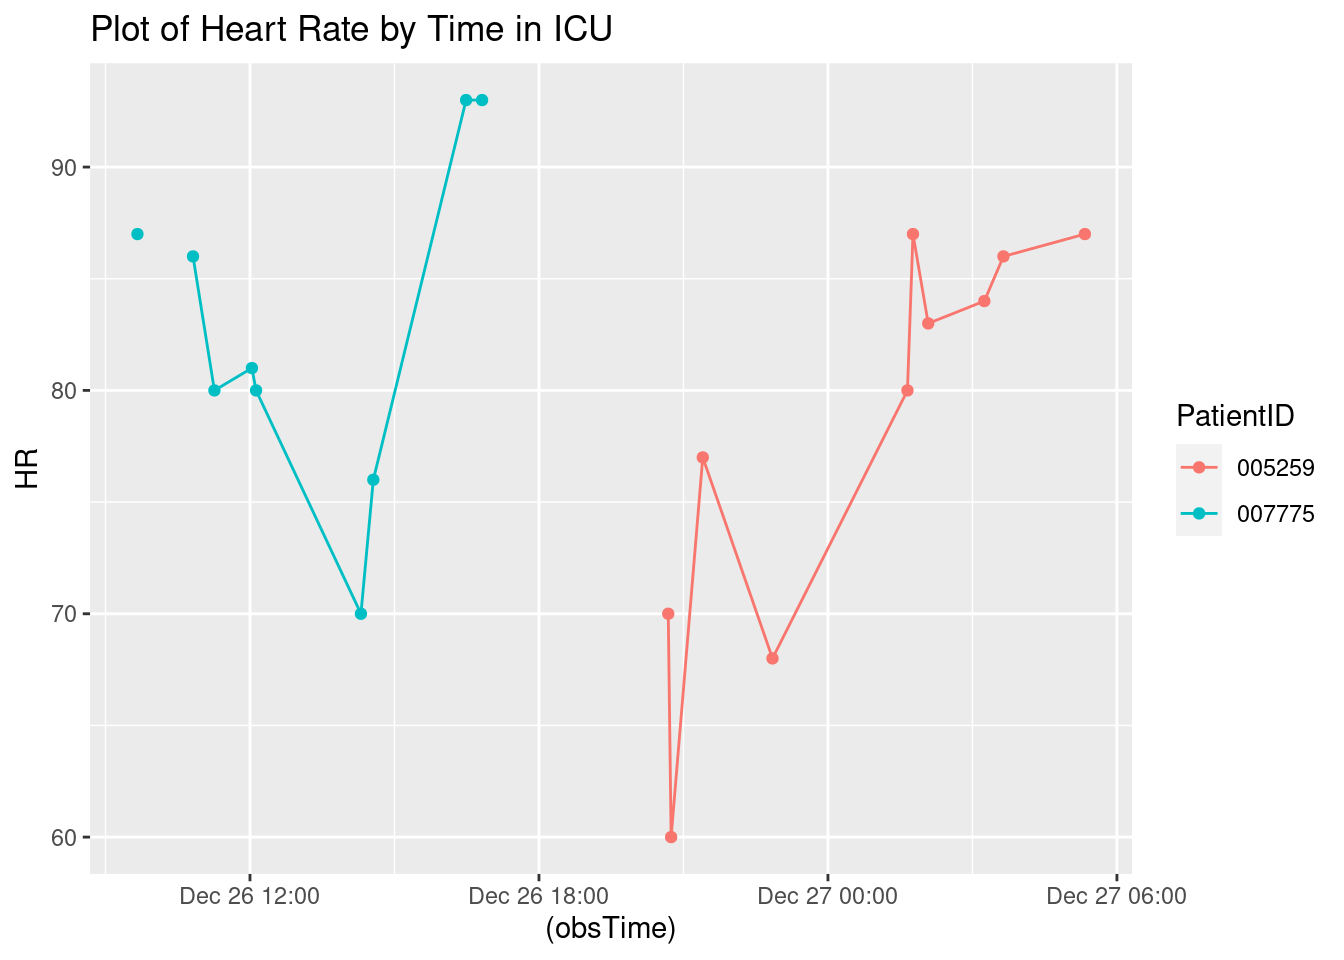 Plot of Heart Rate by Time in ICU
90
80
70
60
HR
Dec 26 12:00
Dec 26 18:00
Dec 27 00:00
Dec 27 06:00
(obsTime)
PatientID
005259
007775